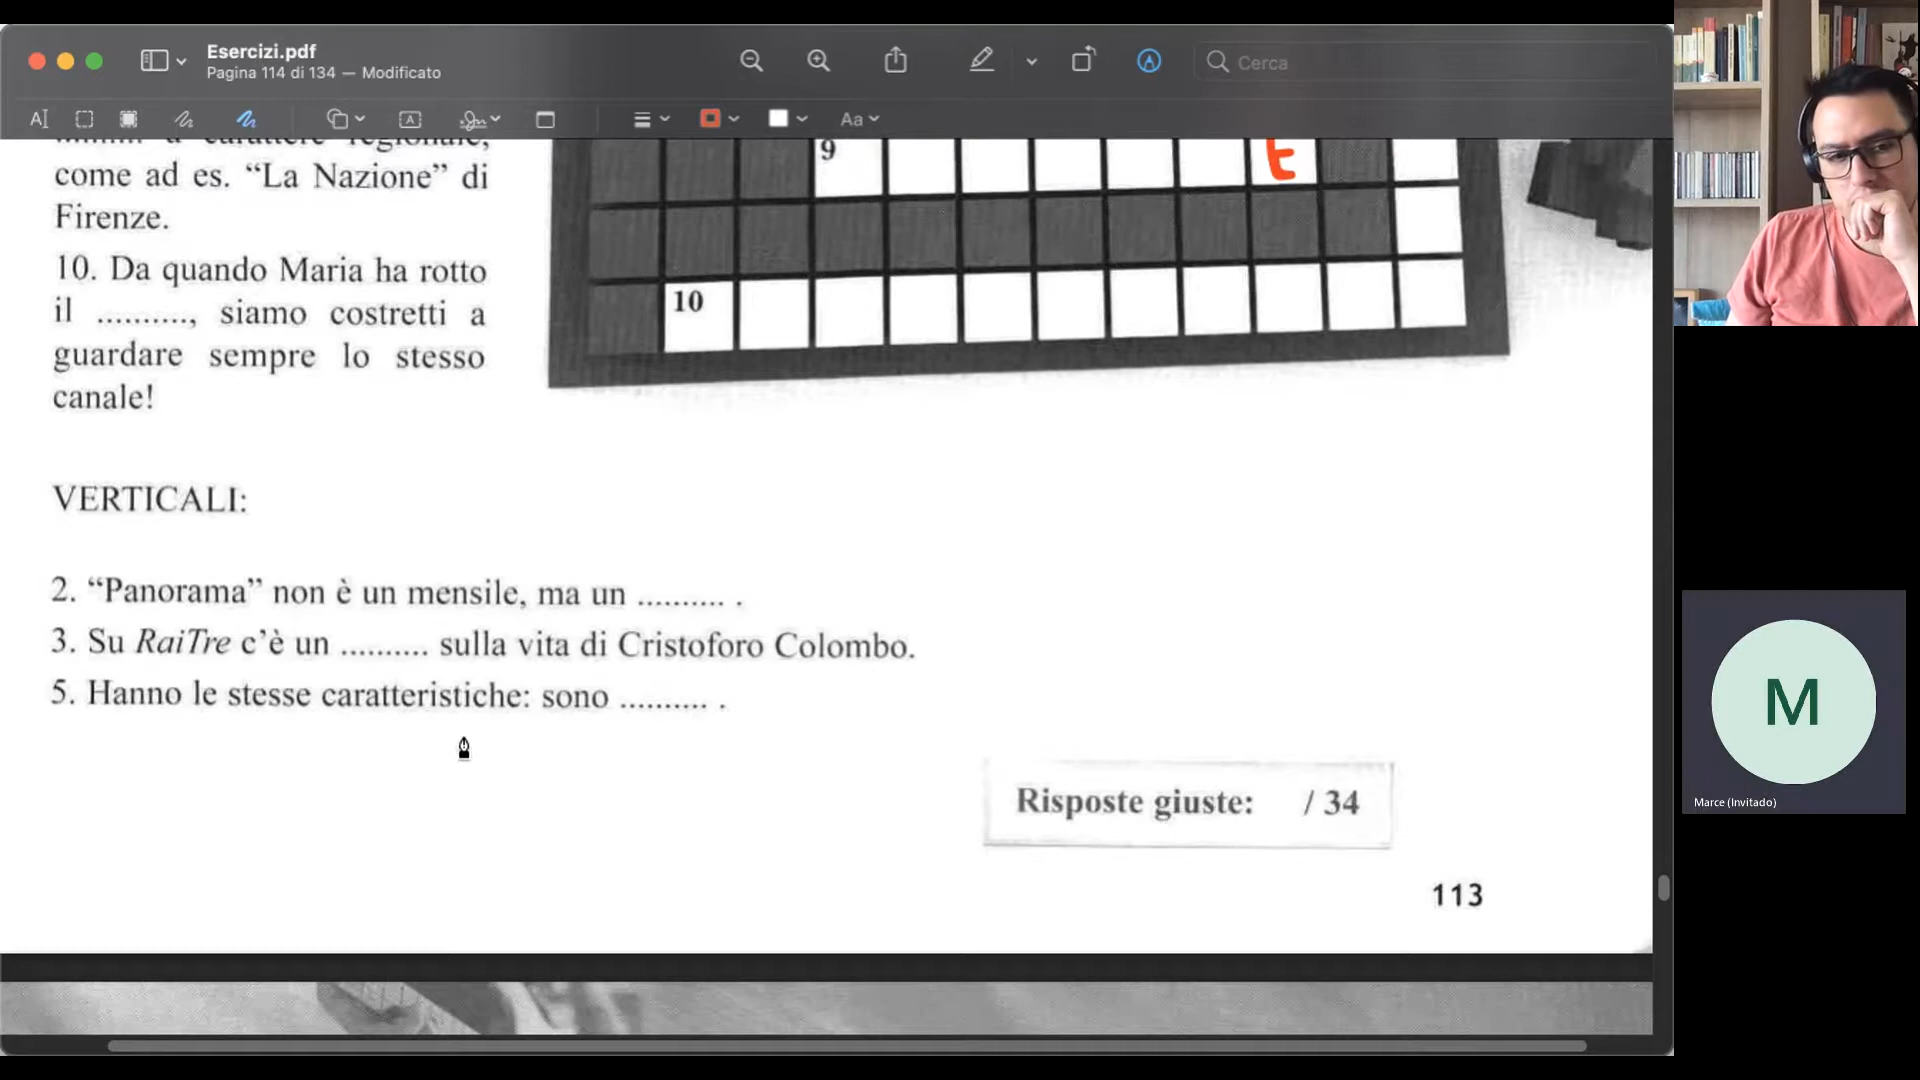 Esercizi.pdf
Pagina 114 di 134 — Modificato
Cerca
a carattere regionale,
come ad es. “La Nazione” di
Firenze.
10. Da quando Maria ha rotto
il .........., siamo costretti a
guardare sempre lo stesso
canale!
9
t
10
VERTICALI:
2. “Panorama” non è un mensile, ma un .......... .
3. Su RaiTre c’è un .......... sulla vita di Cristoforo Colombo.
5. Hanno le stesse caratteristiche: sono .......... .
Risposte giuste: / 34
113
M
Marce (Invitado)